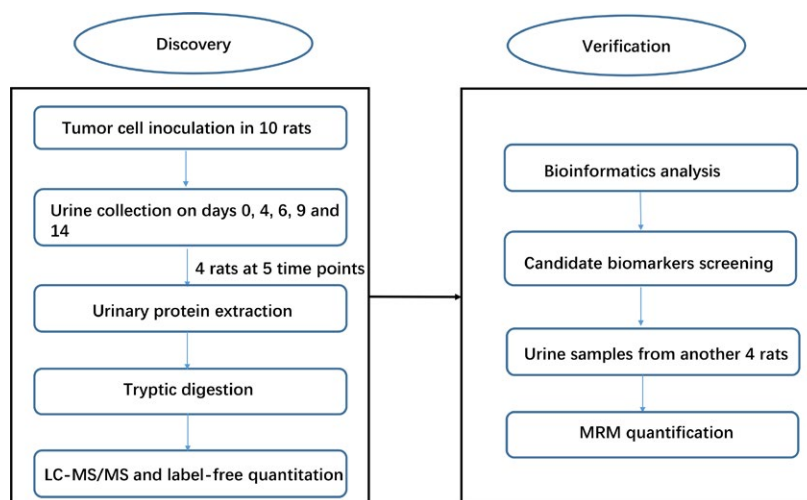 Discovery
Tumor cell inoculation in 10 rats
Urine collection on days 0, 4, 6, 9 and
14
4 rats at 5 time points
Urinary protein extraction
Tryptic digestion
LC-MS/MS and label-free quantitation
Verification
Bioinformatics analysis
Candidate biomarkers screening
Urine samples from another 4 rats
MRM quantification